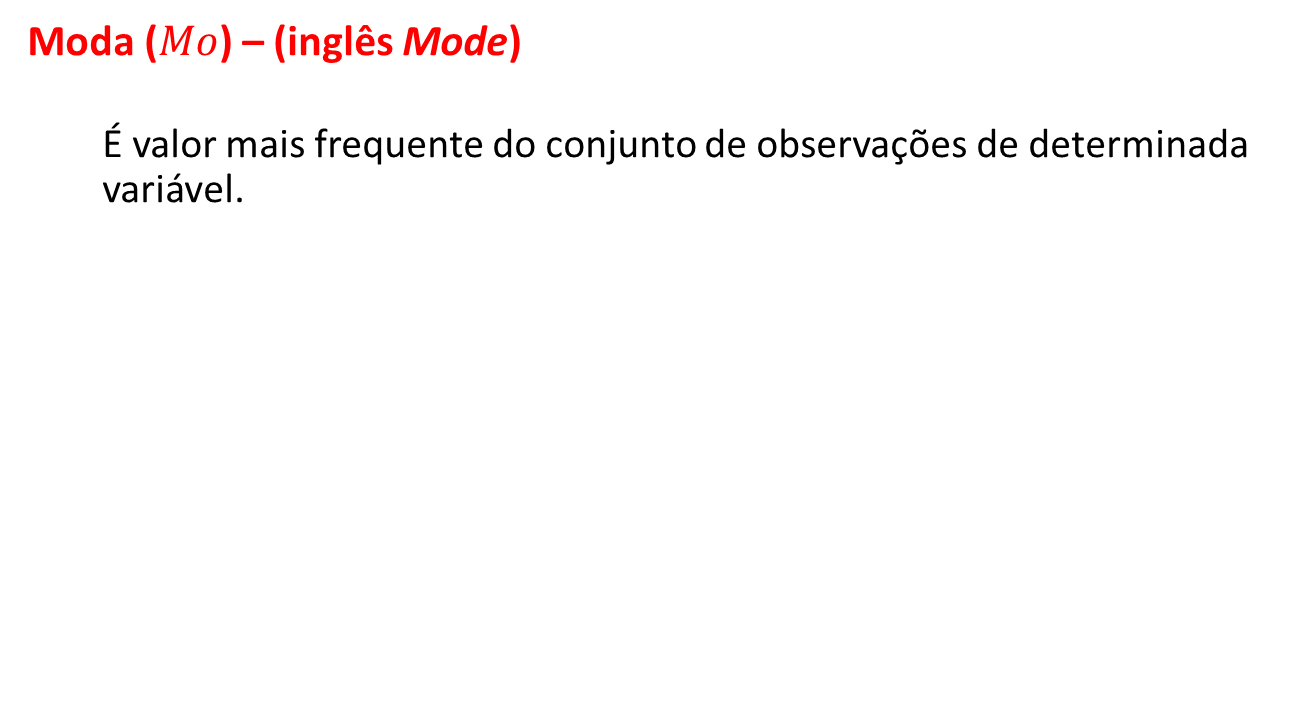 Moda (Mo) – (inglês Mode)
É valor mais frequente do conjunto de observações de determinada
variável.